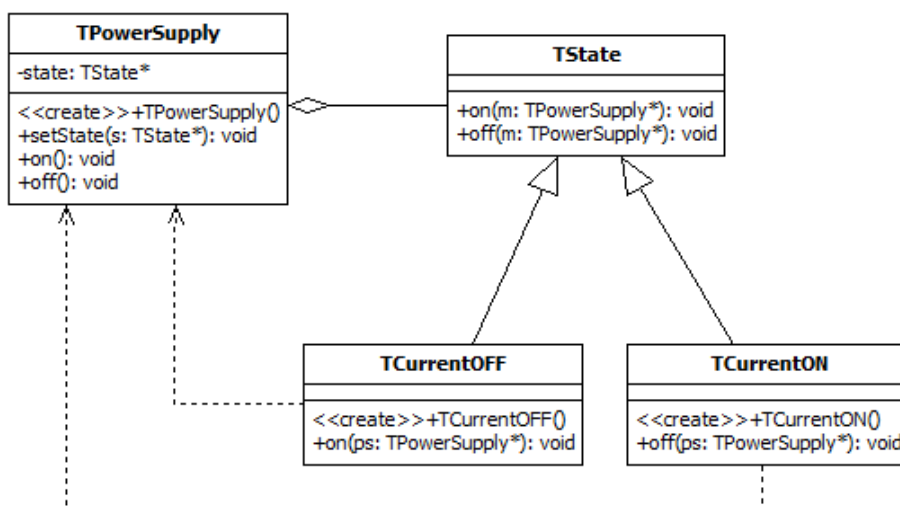 TPowerSupply
-state: TState*
<<create>>+TPowerSupply()
+setState(s: TState*): void
+on(): void
+off(): void
TState
+on(m: TPowerSupply*): void
+off(m: TPowerSupply*): void
TCurrentOFF
<<create>>+TCurrentOFF()
+on(ps: TPowerSupply*): void
TCurrentON
<<create>>+TCurrentON()
+off(ps: TPowerSupply*): void